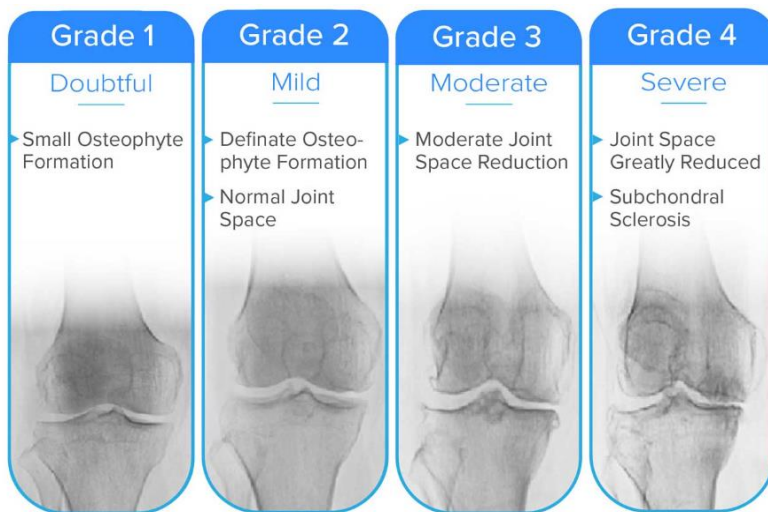 Grade 1
Doubtful
Small Osteophyte
Formation
Grade 2
Mild
Definate Osteo-
phyte Formation
Normal Joint
Space
Grade 3
Moderate
Moderate Joint
Space Reduction
Grade 4
Severe
Joint Space
Greatly Reduced
Subchondral
Sclerosis